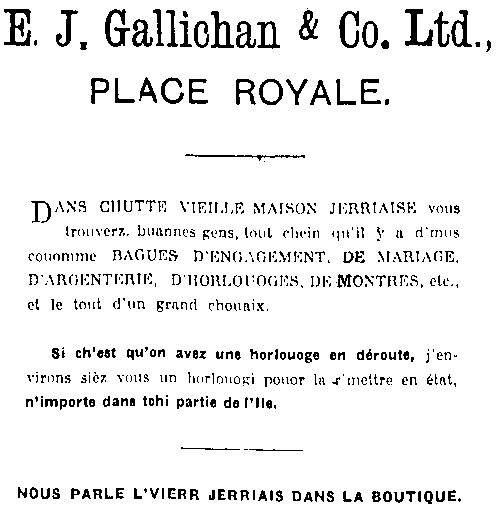 E. J. Gallichan & Co. Ltd.,
PLACE ROYALE.
DANS CHUTTE VIEILLE MAISON JERRIAISE vous
trouverz, buannes gens, tout chein qu'il y a d'mus
couomme BAGUES D'ENGAGEMENT, DE MARIAGE,
D'ARGENTERIE, D'HORLOUOGES, DE MONTRES, etc.,
et le tout d'un grand chouaix.
Si ch'est qu'on avez une horlouoge en déroute, j'en-
virons sièz vous un horlouogi pouor la r'mettre en état,
n'importe dans tchi partie de l'Ile.
NOUS PARLE L'VIERR JERRIAIS DANS LA BOUTIQUE.